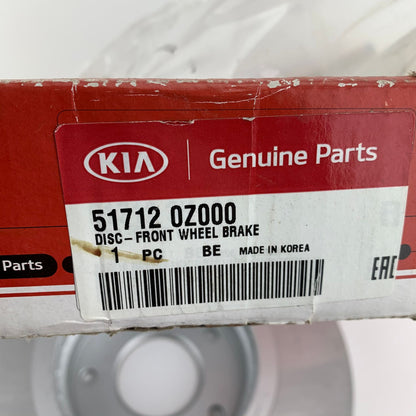 KIA
Genuine Parts
51712 0Z000
DISC-FRONT WHEEL BRAKE
1 PC BE MADE IN KOREA
Parts
EAC